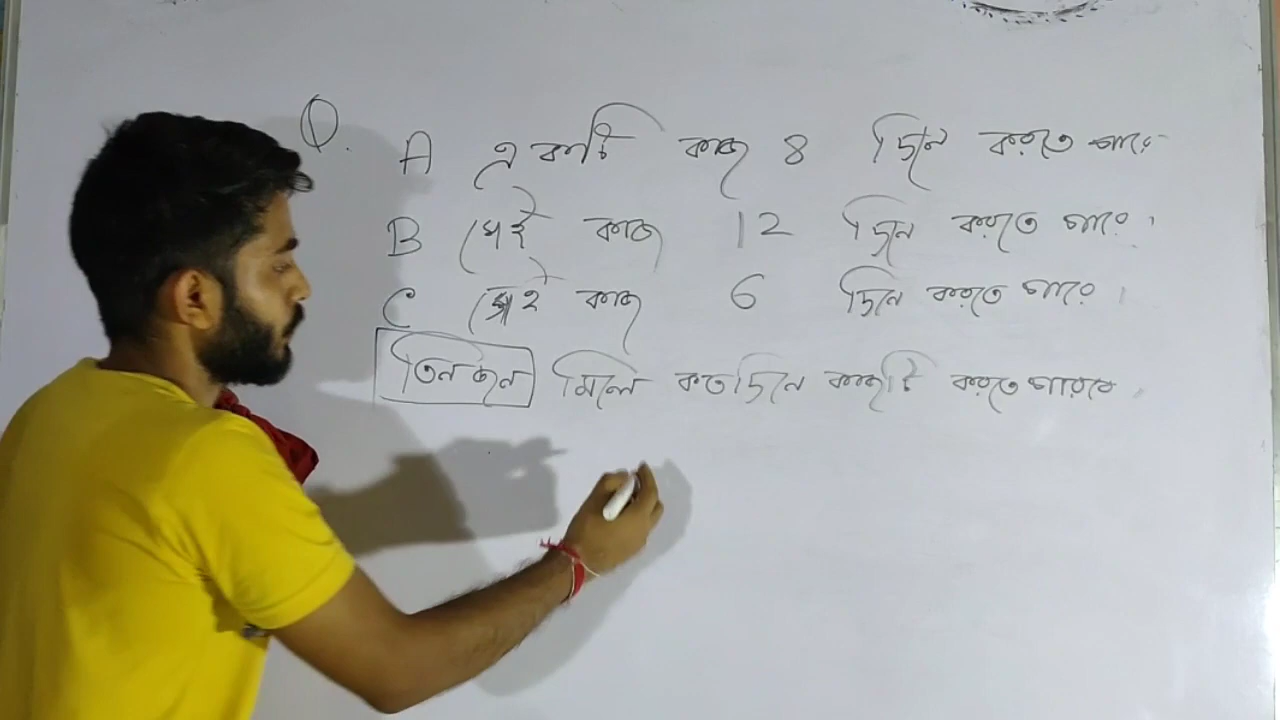 Q.
A একটি কাজ 8 দিনে করতে পারে
B সেই কাজ 12 দিনে করতে পারে।
C সেই কাজ 6 দিনে করতে পারে।
তিনজন মিলে কতদিনে কাজটি করতে পারবে।